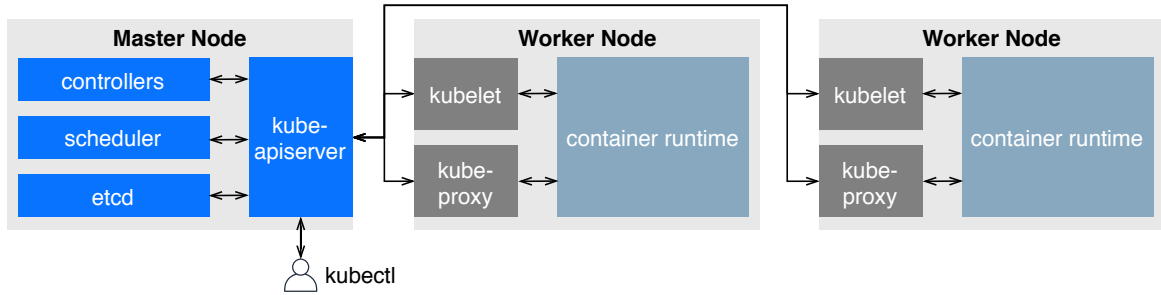 Master Node
controllers
scheduler
etcd
kube-
apiserver
kubectl
Worker Node
kubelet
kube-
proxy
container runtime
Worker Node
kubelet
kube-
proxy
container runtime